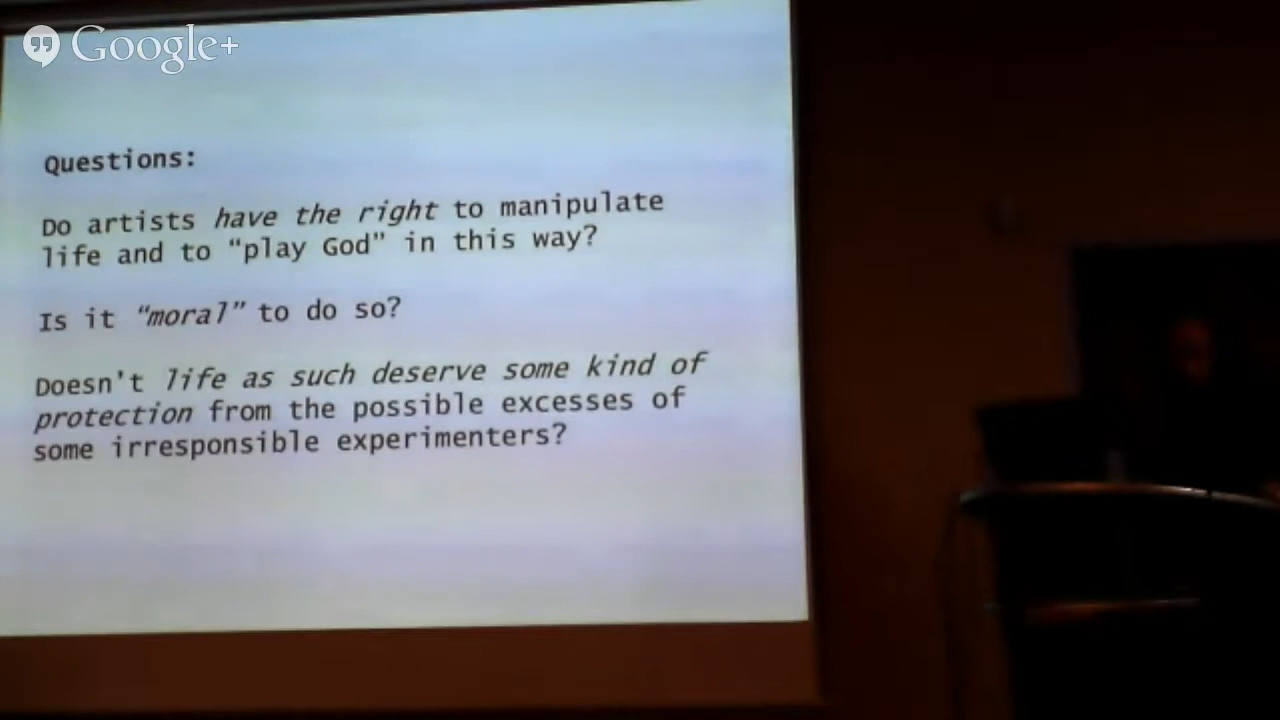 Google+
Questions:
Do artists have the right to manipulate
life and to “play God” in this way?
Is it “moral” to do so?
Doesn't life as such deserve some kind of
protection from the possible excesses of
some irresponsible experimenters?